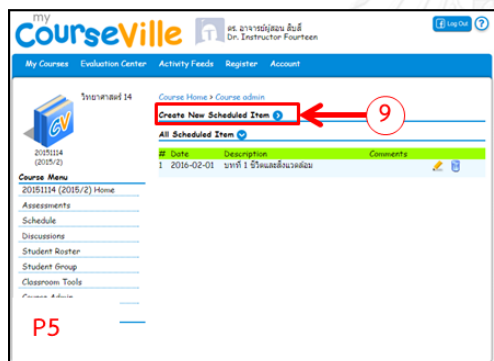 my
CourseVille
ดร. อาจารย์ผู้สอน สิบสี่
Dr. Instructor Fourteen
Log Out ?
My Courses Evaluation Center Activity Feeds Register Account
วิทยาศาสตร์ 14
CV
20151114
(2015/2)
Course Home > Course admin
Create New Scheduled Item
9
All Scheduled Item
# Date Description Comments
1 2016-02-01 บทที่ 1 ชีวิตและสิ่งแวดล้อม
Course Menu
20151114 (2015/2) Home
Assessments
Schedule
Discussions
Student Roster
Student Group
Classroom Tools
Course Admin
P5